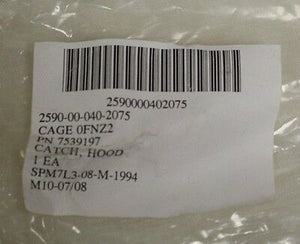 2590000402075
2590-00-040-2075
CAGE 0FNZ2
PN 7539197
CATCH, HOOD
1 EA
SPM7L3-08-M-1994
M10-07/08